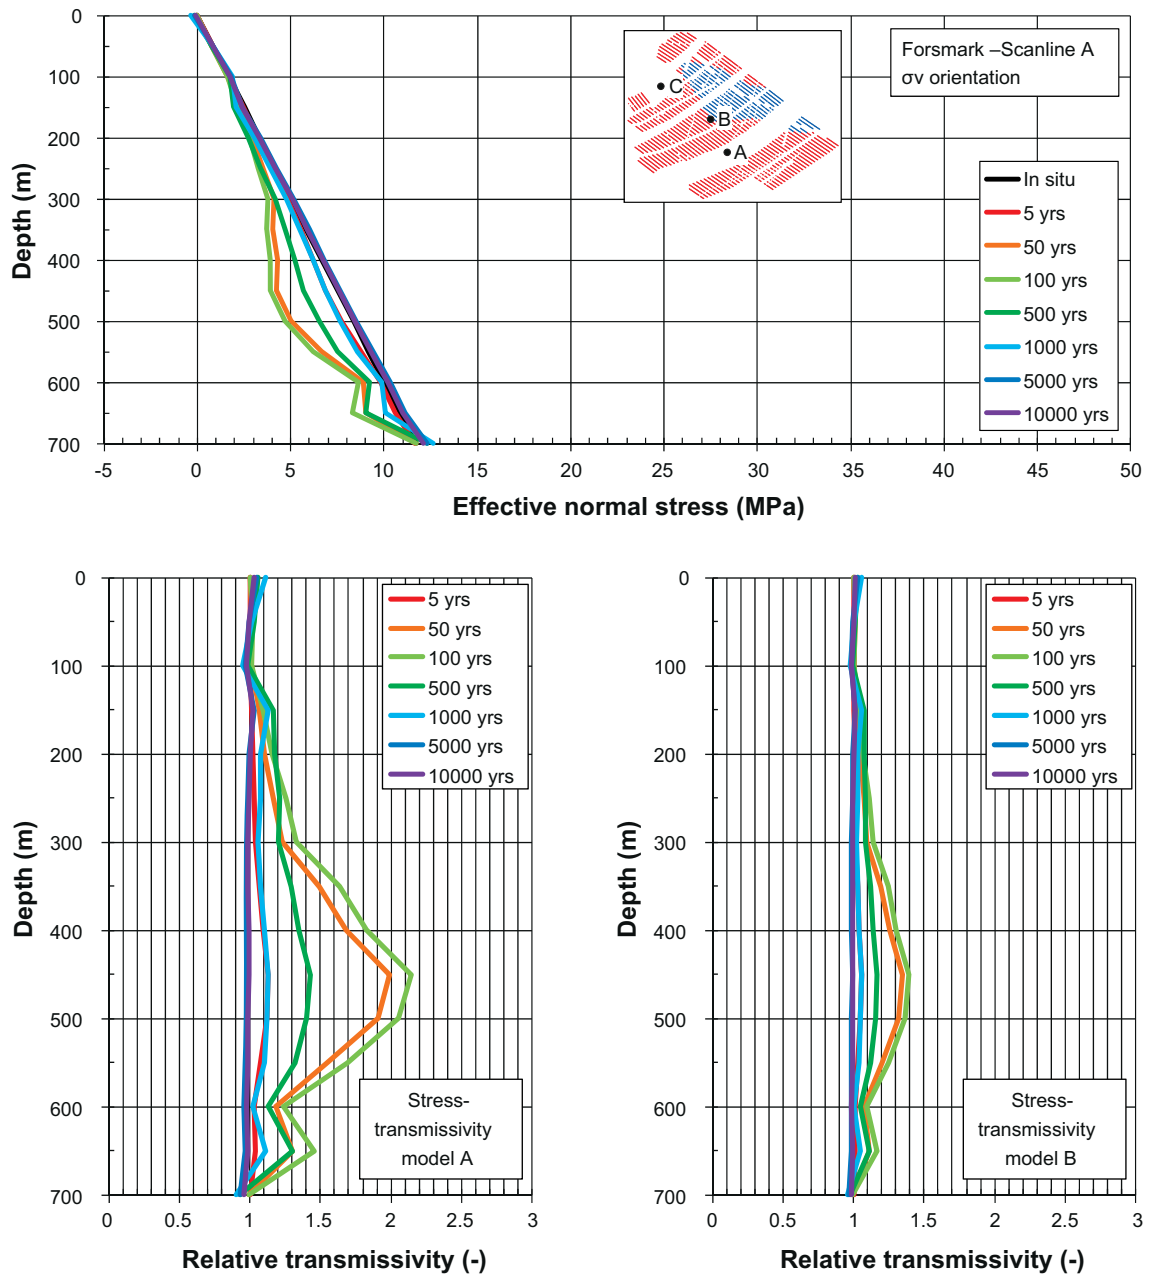 0
100
200
300
400
500
600
700
Depth (m)
-5 0 5 10 15 20 25 30 35 40 45 50
Effective normal stress (MPa)
C
B
A
Forsmark –Scanline A
σv orientation
In situ
5 yrs
50 yrs
100 yrs
500 yrs
1000 yrs
5000 yrs
10000 yrs
0
100
200
300
400
500
600
700
Depth (m)
0 0.5 1 1.5 2 2.5 3
Relative transmissivity (-)
5 yrs
50 yrs
100 yrs
500 yrs
1000 yrs
5000 yrs
10000 yrs
Stress-
transmissivity
model A
0
100
200
300
400
500
600
700
Depth (m)
0 0.5 1 1.5 2 2.5 3
Relative transmissivity (-)
5 yrs
50 yrs
100 yrs
500 yrs
1000 yrs
5000 yrs
10000 yrs
Stress-
transmissivity
model B